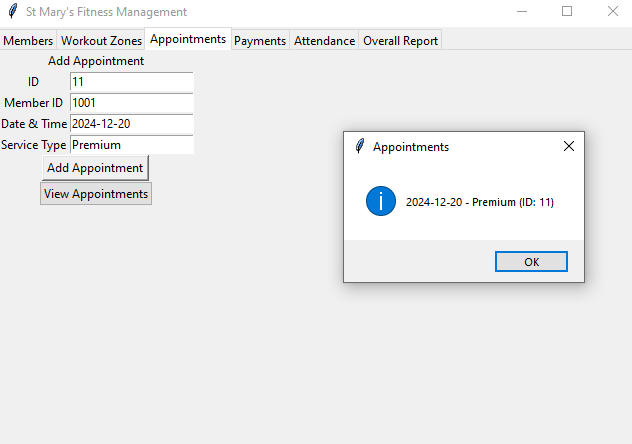 St Mary's Fitness Management
Members Workout Zones Appointments Payments Attendance Overall Report
Add Appointment
ID 11
Member ID 1001
Date & Time 2024-12-20
Service Type Premium
Add Appointment
View Appointments
Appointments
2024-12-20 - Premium (ID: 11)
OK